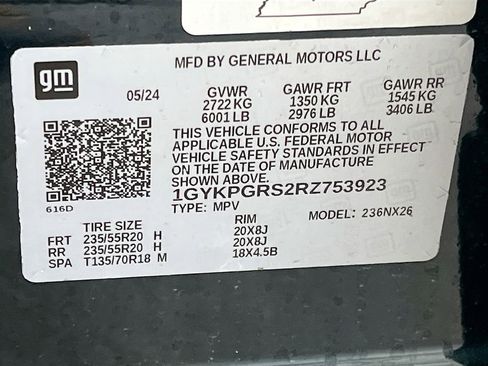 gm
MFD BY GENERAL MOTORS LLC
05/24 GVWR GAWR FRT GAWR RR
2722 KG 1350 KG 1545 KG
6001 LB 2976 LB 3406 LB
THIS VEHICLE CONFORMS TO ALL
APPLICABLE U.S. FEDERAL MOTOR
VEHICLE SAFETY STANDARDS IN EFFECT
ON THE DATE OF MANUFACTURE
SHOWN ABOVE.
1GYKPGRS2RZ753923
616D TYPE: MPV MODEL: 236NX26
TIRE SIZE RIM
FRT 235/55R20 H 20X8J
RR 235/55R20 H 20X8J
SPA T135/70R18 M 18X4.5B